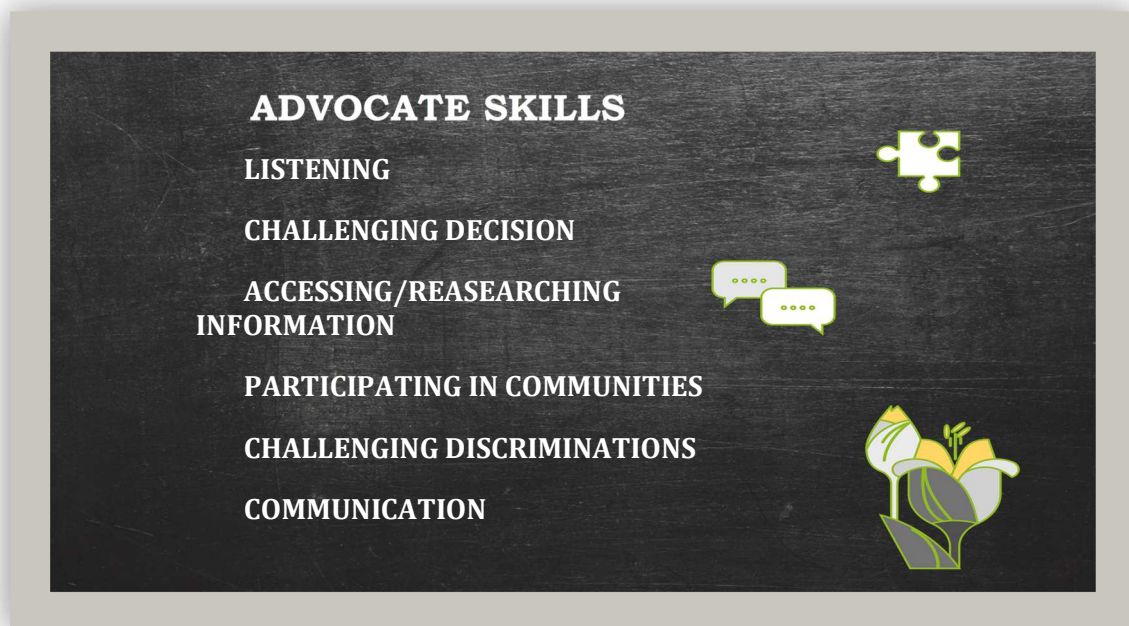 ADVOCATE SKILLS
LISTENING
CHALLENGING DECISION
ACCESSING/REASEARCHING
INFORMATION
PARTICIPATING IN COMMUNITIES
CHALLENGING DISCRIMINATIONS
COMMUNICATION